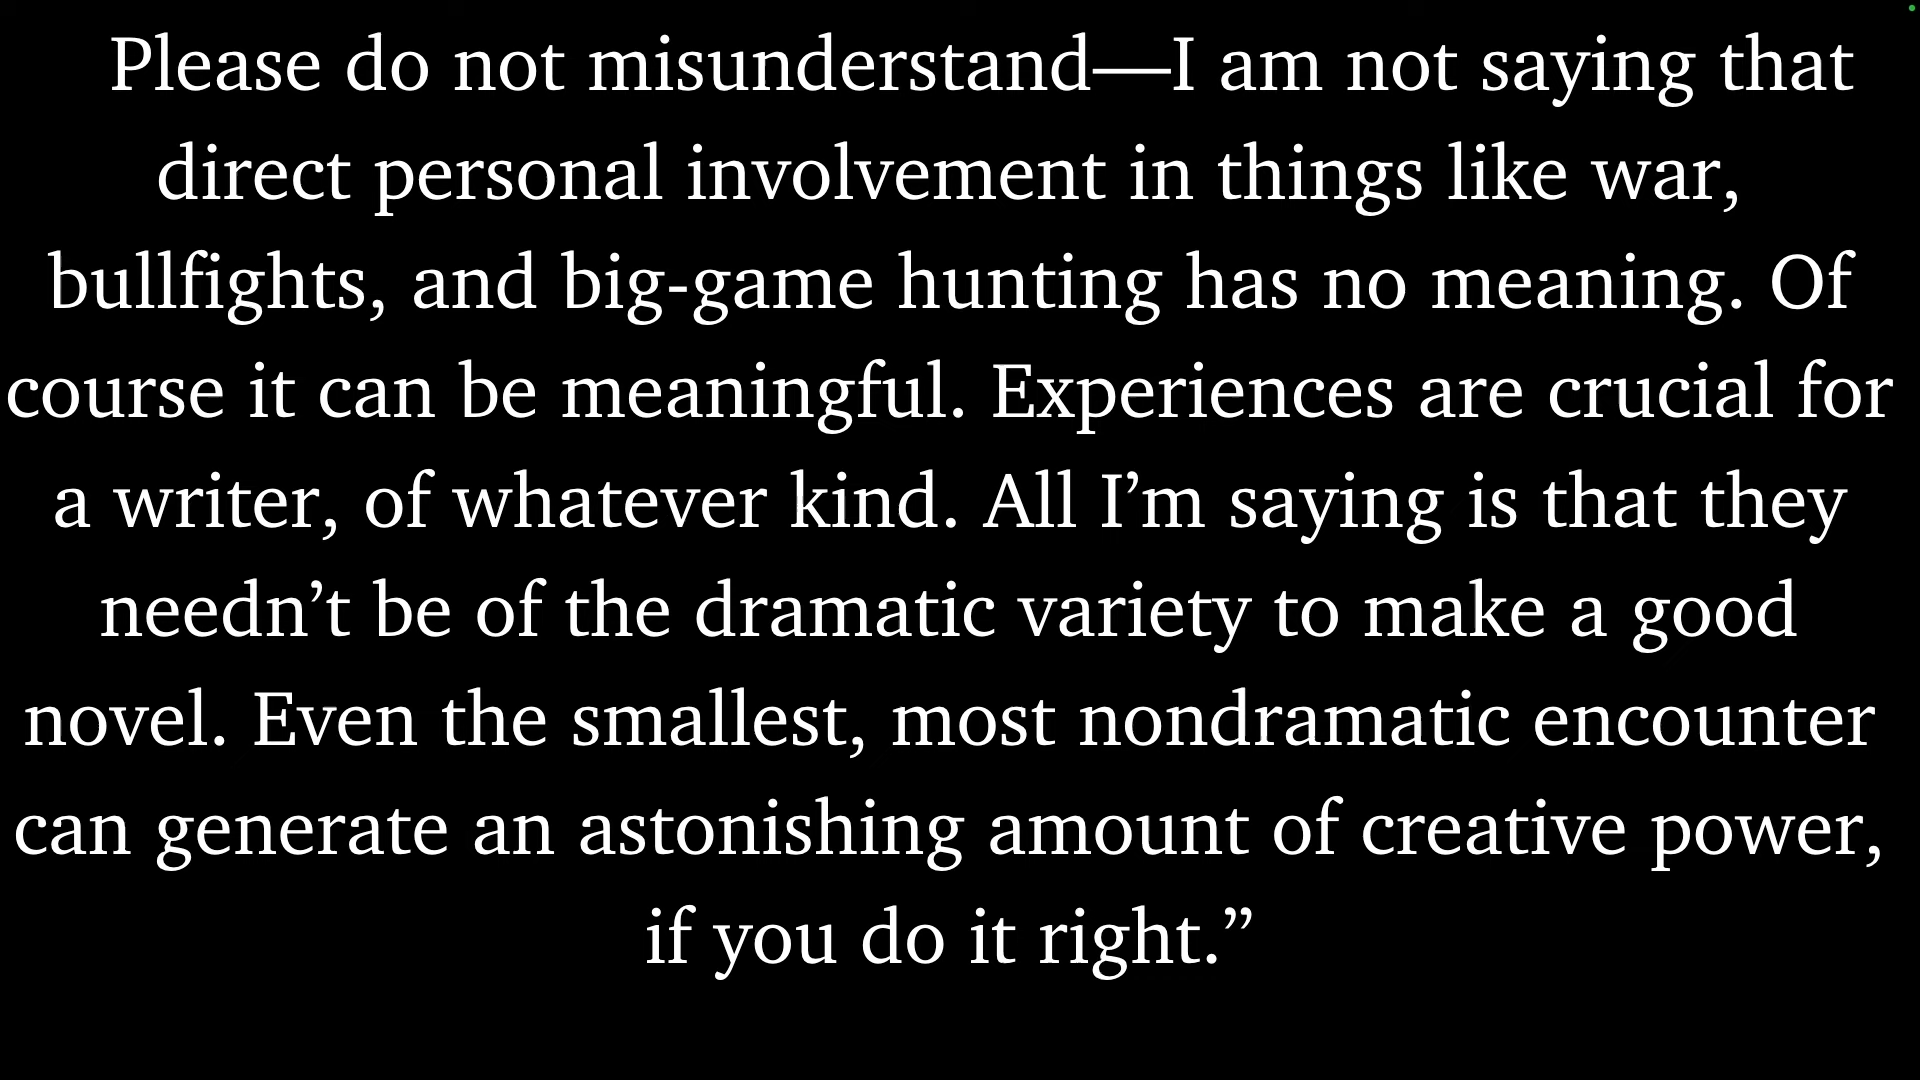 Please do not misunderstand—I am not saying that
direct personal involvement in things like war,
bullfights, and big-game hunting has no meaning. Of
course it can be meaningful. Experiences are crucial for
a writer, of whatever kind. All I’m saying is that they
needn’t be of the dramatic variety to make a good
novel. Even the smallest, most nondramatic encounter
can generate an astonishing amount of creative power,
if you do it right.”